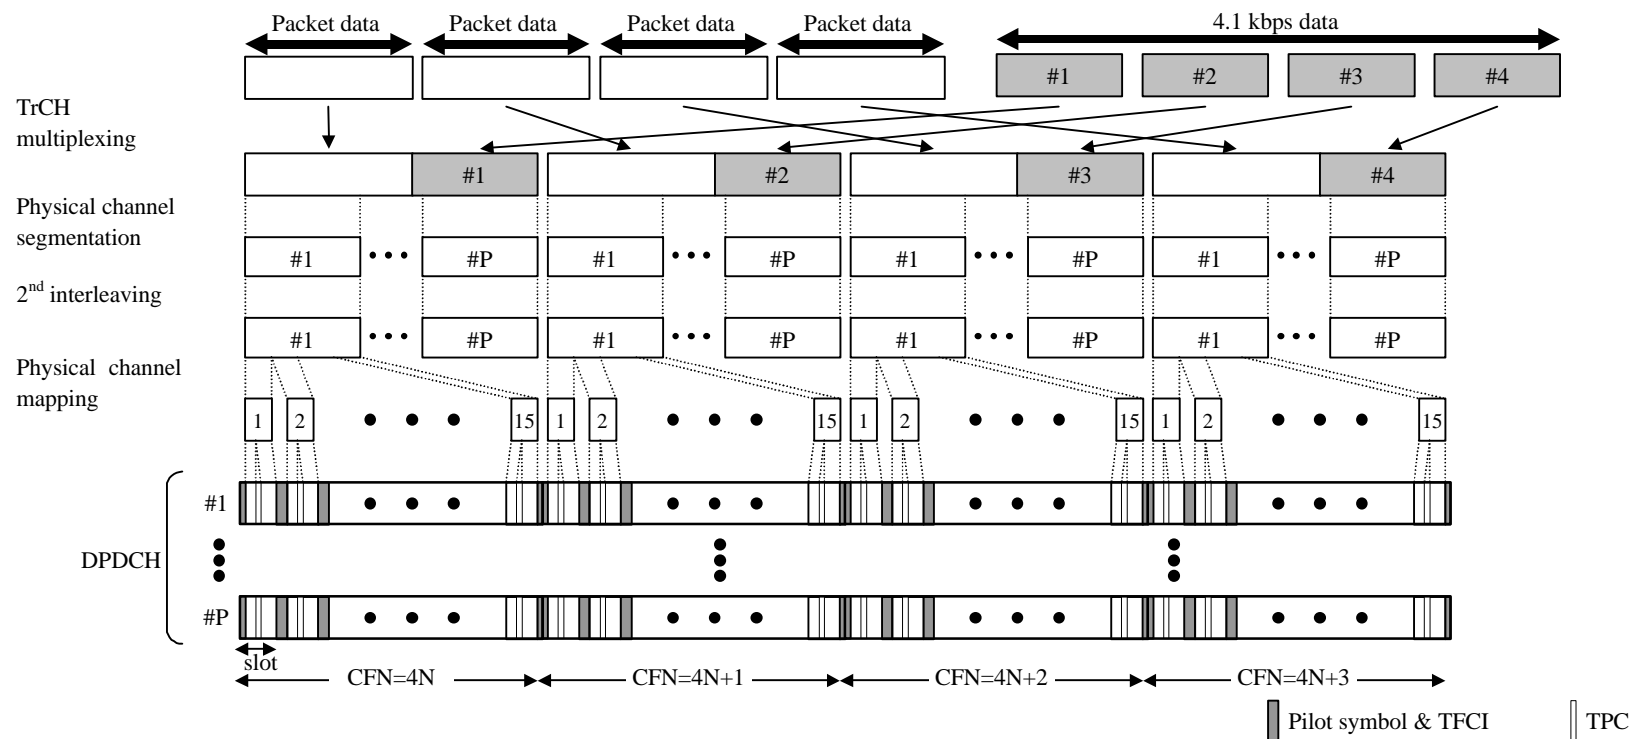 Packet data Packet data Packet data Packet data 4.1 kbps data
#1 #2 #3 #4
TrCH
multiplexing
#1 #2 #3 #4
Physical channel
segmentation
#1 #P #1 #P #1 #P #1 #P
2nd interleaving
#1 #P #1 #P #1 #P #1 #P
Physical channel
mapping
1 2 15 1 2 15 1 2 15 1 2 15
#1
DPDCH
#P
slot
CFN=4N CFN=4N+1 CFN=4N+2 CFN=4N+3
Pilot symbol & TFCI TPC